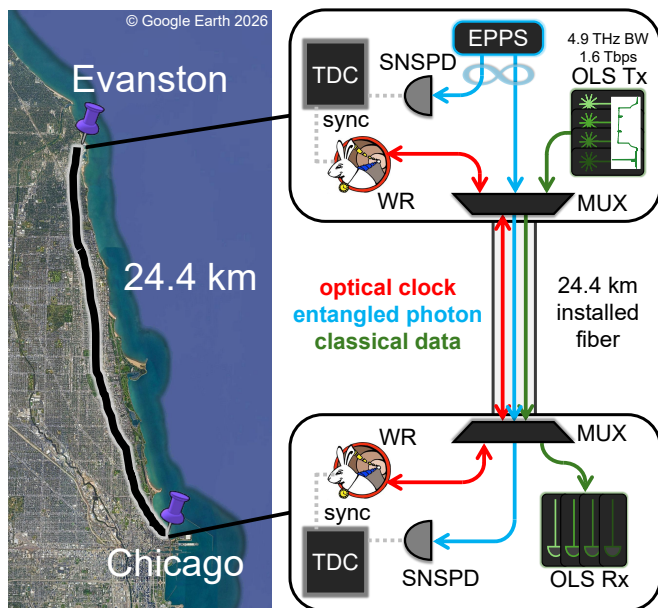 © Google Earth 2026
Evanston
24.4 km
Chicago
EPPS
SNSPD
TDC
sync
WR
4.9 THz BW
1.6 Tbps
OLS Tx
MUX
optical clock
entangled photon
classical data
24.4 km
installed
fiber
WR
MUX
sync
TDC
SNSPD
OLS Rx